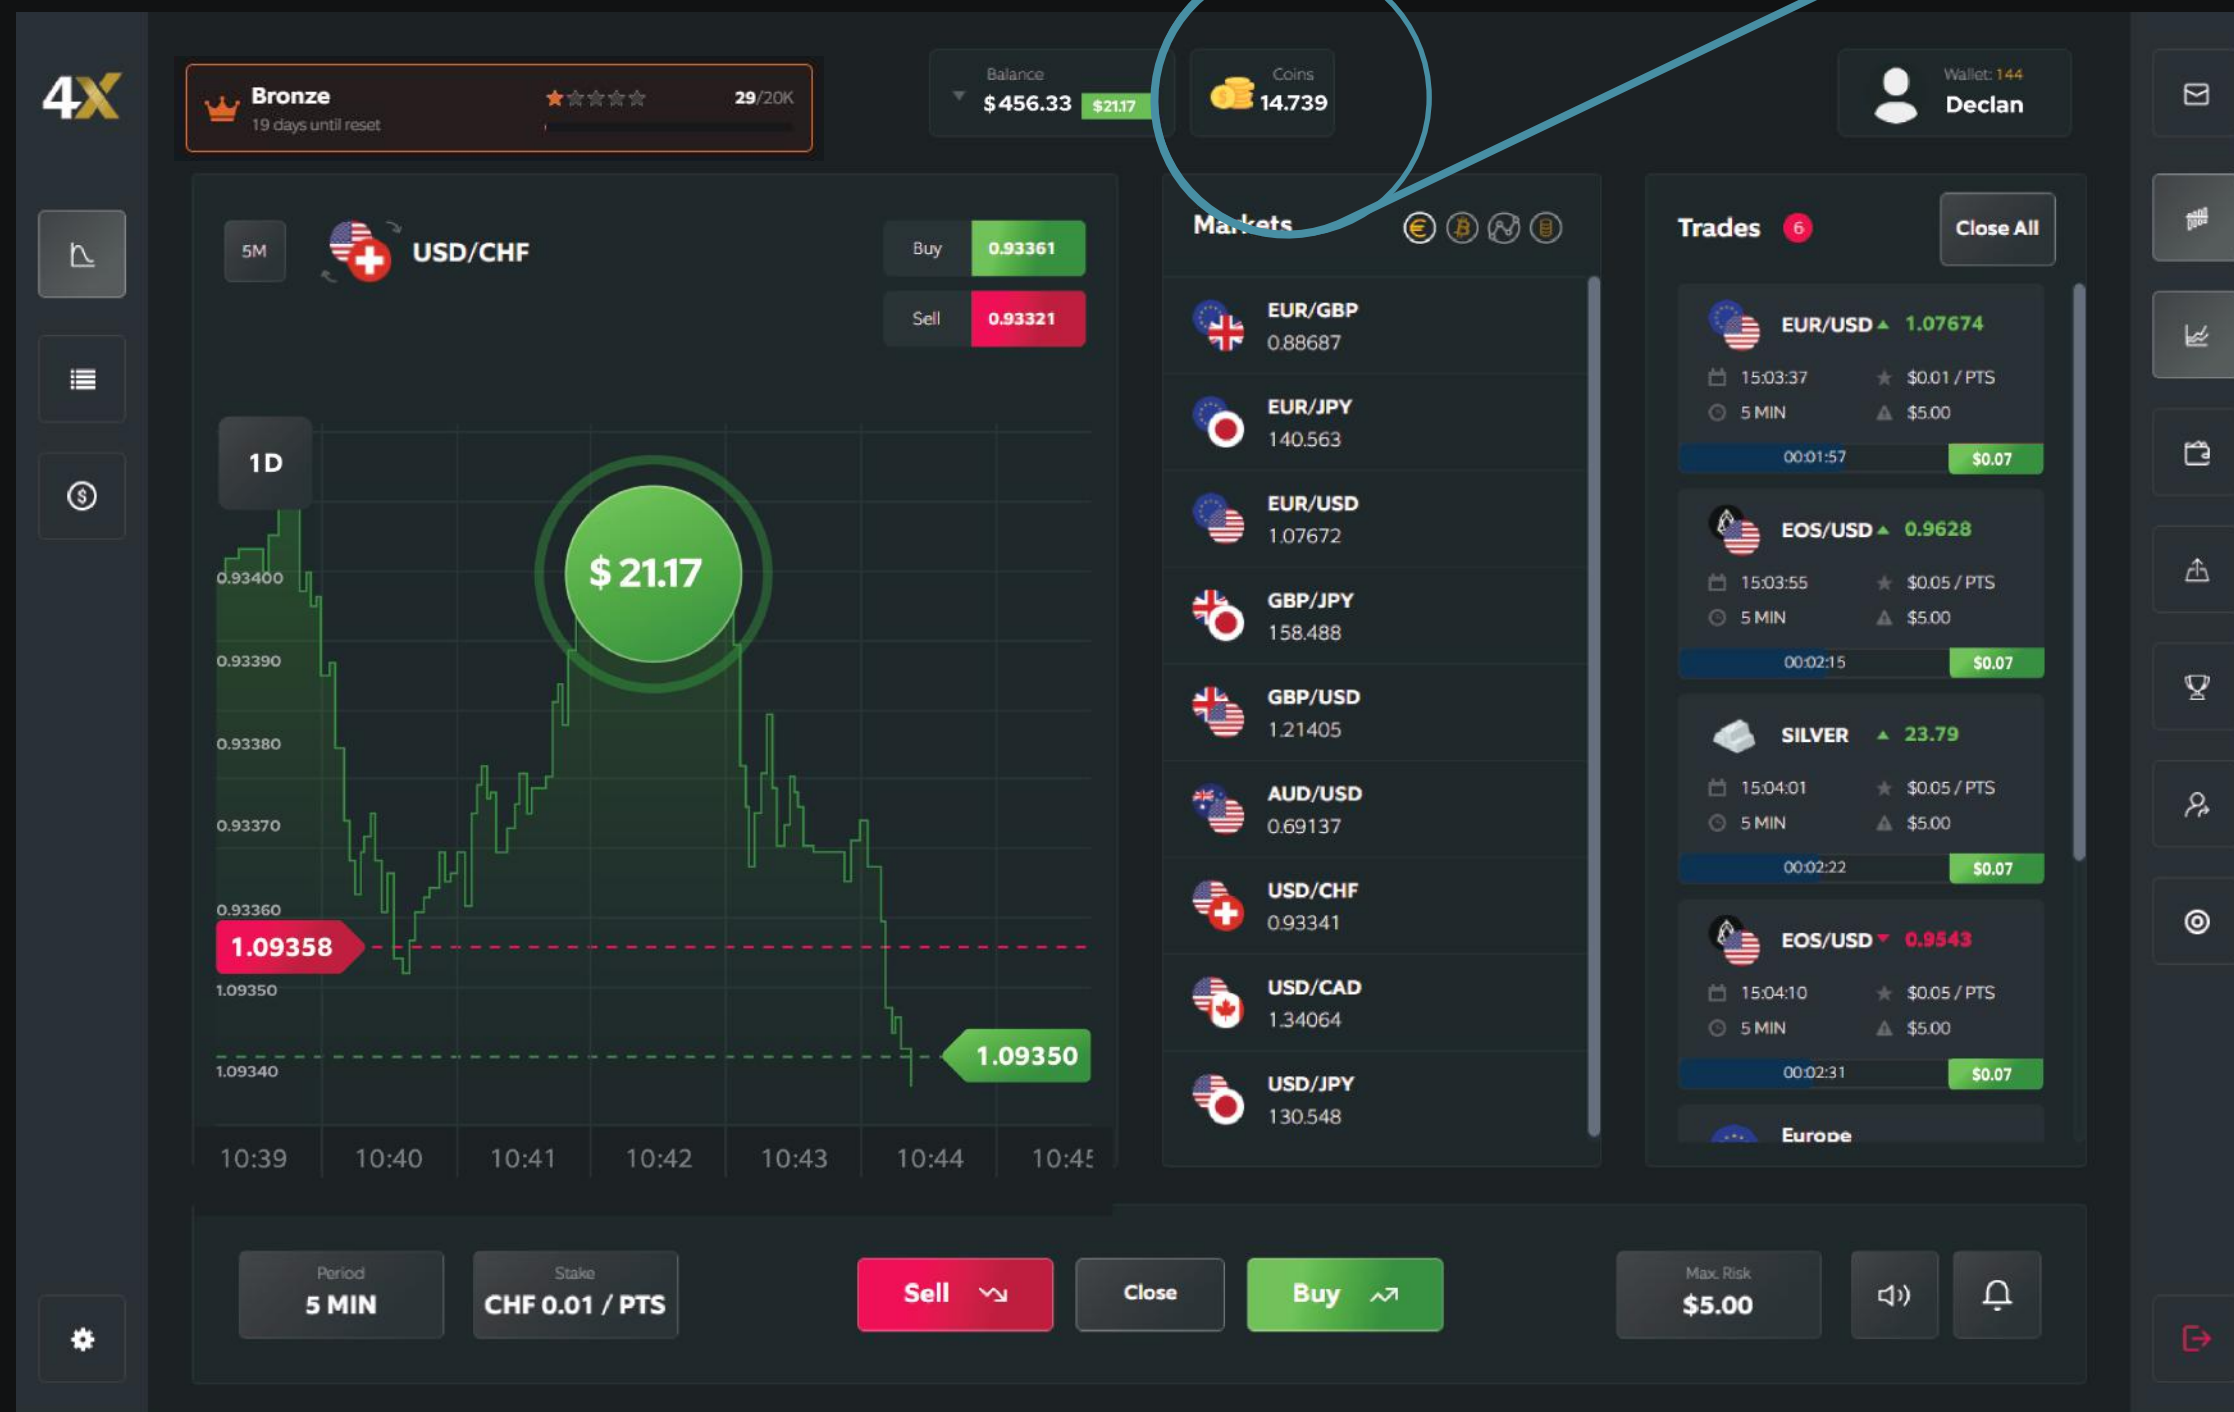 4X
Bronze
29/20K
19 days until reset
Balance
$456.33 $21.17
Coins
14.739
Wallet: 144
Declan
5M
USD/CHF
Buy 0.93361
Sell 0.93321
1D
$21.17
0.93400
0.93390
0.93380
0.93370
0.93360
1.09358
1.09350
1.09350
1.09340
10:39 10:40 10:41 10:42 10:43 10:44 10:45
Markets
EUR/GBP
0.88687
EUR/JPY
140.563
EUR/USD
1.07672
GBP/JPY
158.488
GBP/USD
1.21405
AUD/USD
0.69137
USD/CHF
0.93341
USD/CAD
1.34064
USD/JPY
130.548
Trades 6
Close All
EUR/USD 1.07674
15:03:37 $0.01 / PTS
5 MIN $5.00
00:01:57 $0.07
EOS/USD 0.9628
15:03:55 $0.05 / PTS
5 MIN $5.00
00:02:15 $0.07
SILVER 23.79
15:04:01 $0.05 / PTS
5 MIN $5.00
00:02:22 $0.07
EOS/USD 0.9543
15:04:10 $0.05 / PTS
5 MIN $5.00
00:02:31 $0.07
Europe
Period
5 MIN
Stake
CHF 0.01 / PTS
Sell
Close
Buy
Max. Risk
$5.00